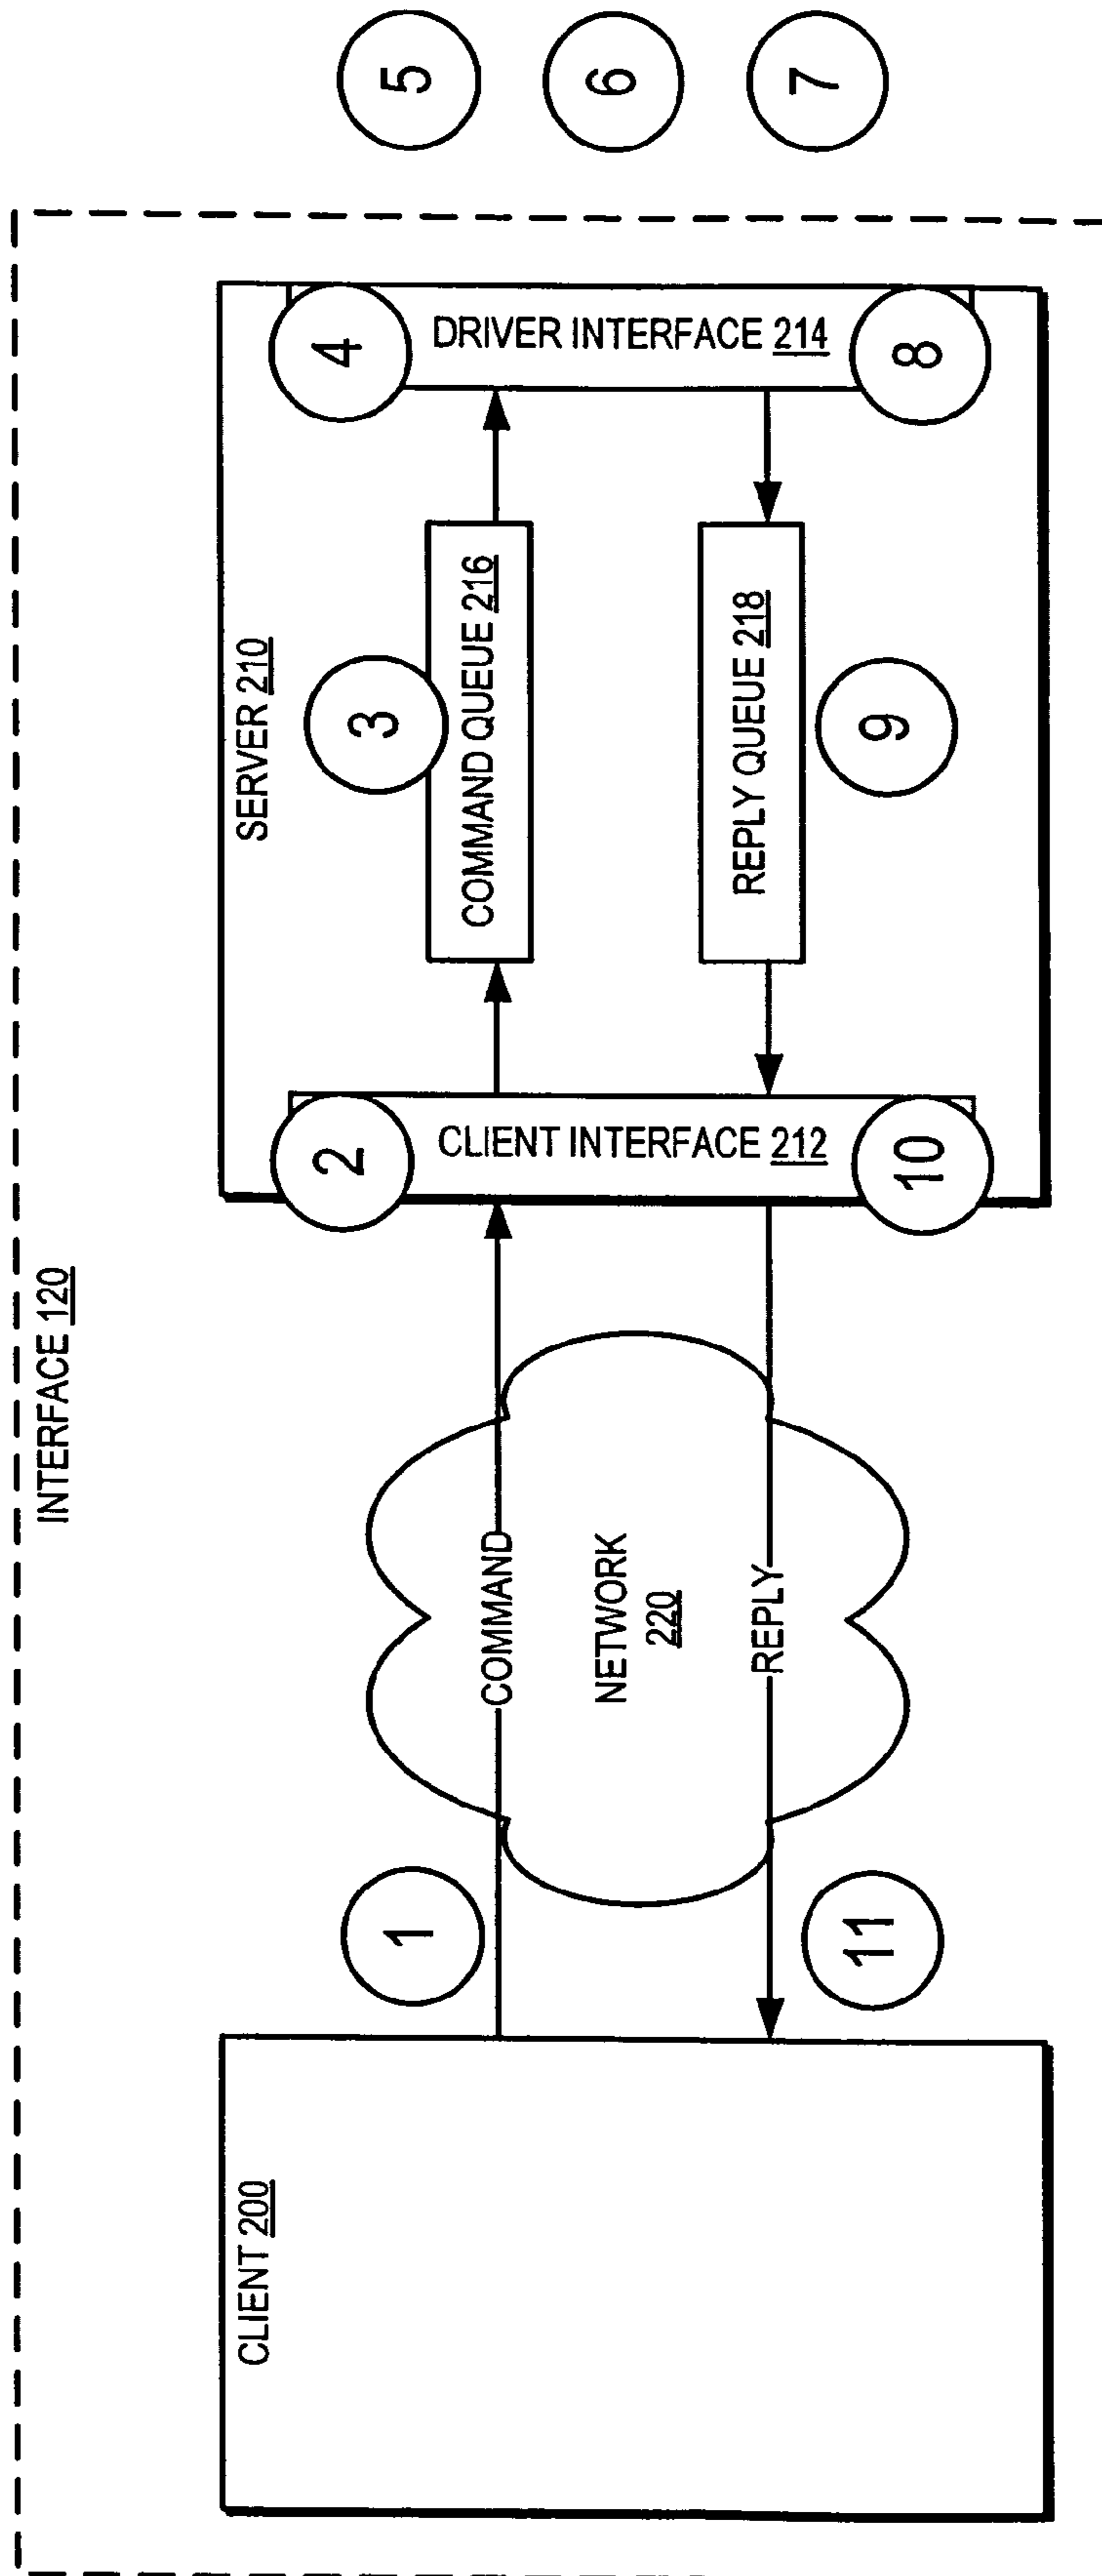 INTERFACE 120
CLIENT 200
SERVER 210
1
COMMAND
2
CLIENT INTERFACE 212
3
COMMAND QUEUE 216
4
DRIVER INTERFACE 214
5
6
7
8
REPLY QUEUE 218
9
10
NETWORK
220
REPLY
11